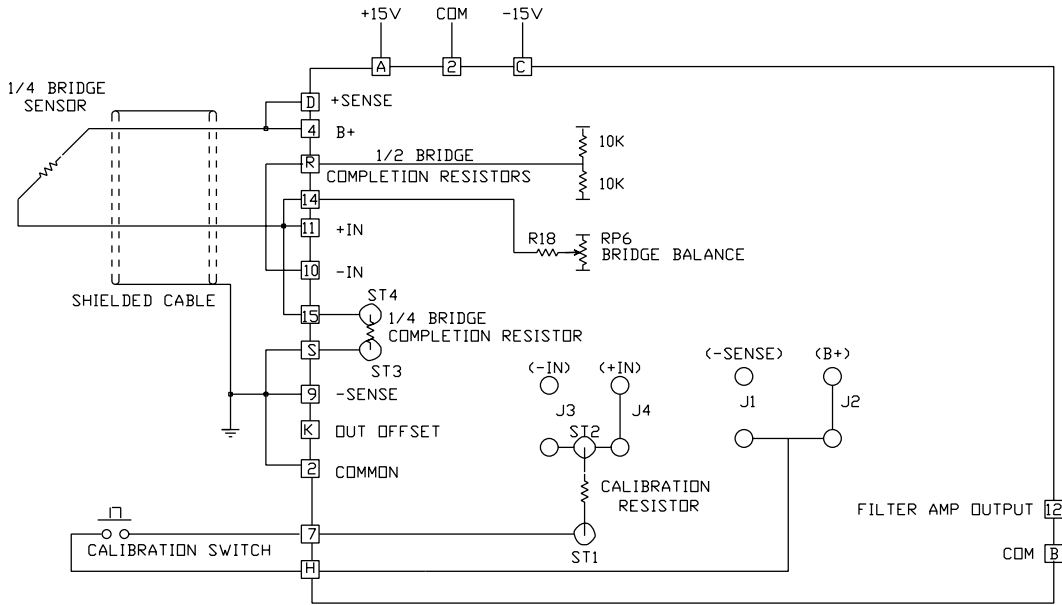 +15V COM -15V
A 2 C
1/4 BRIDGE
SENSOR
D +SENSE
4 B+
R 1/2 BRIDGE
COMPLETION RESISTORS
10K
10K
14
11 +IN
R18 RP6
BRIDGE BALANCE
10 -IN
SHIELDED CABLE
ST4
15 1/4 BRIDGE
COMPLETION RESISTOR
S
ST3
9 -SENSE
K OUT OFFSET
2 COMMON
(-IN) (+IN)
J3 J4
ST2
(-SENSE) (B+)
J1 J2
CALIBRATION
RESISTOR
ST1
7
CALIBRATION SWITCH
H
FILTER AMP OUTPUT 12
COM B